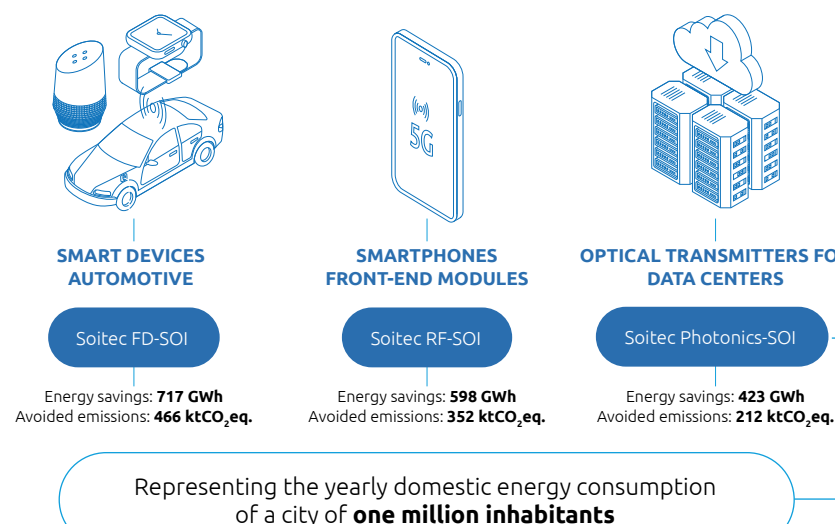 5G
SMART DEVICES
AUTOMOTIVE
Soitec FD-SOI
Energy savings: 717 GWh
Avoided emissions: 466 ktCO₂eq.
SMARTPHONES
FRONT-END MODULES
Soitec RF-SOI
Energy savings: 598 GWh
Avoided emissions: 352 ktCO₂eq.
OPTICAL TRANSMITTERS FO
DATA CENTERS
Soitec Photonics-SOI
Energy savings: 423 GWh
Avoided emissions: 212 ktCO₂eq.
Representing the yearly domestic energy consumption
of a city of one million inhabitants